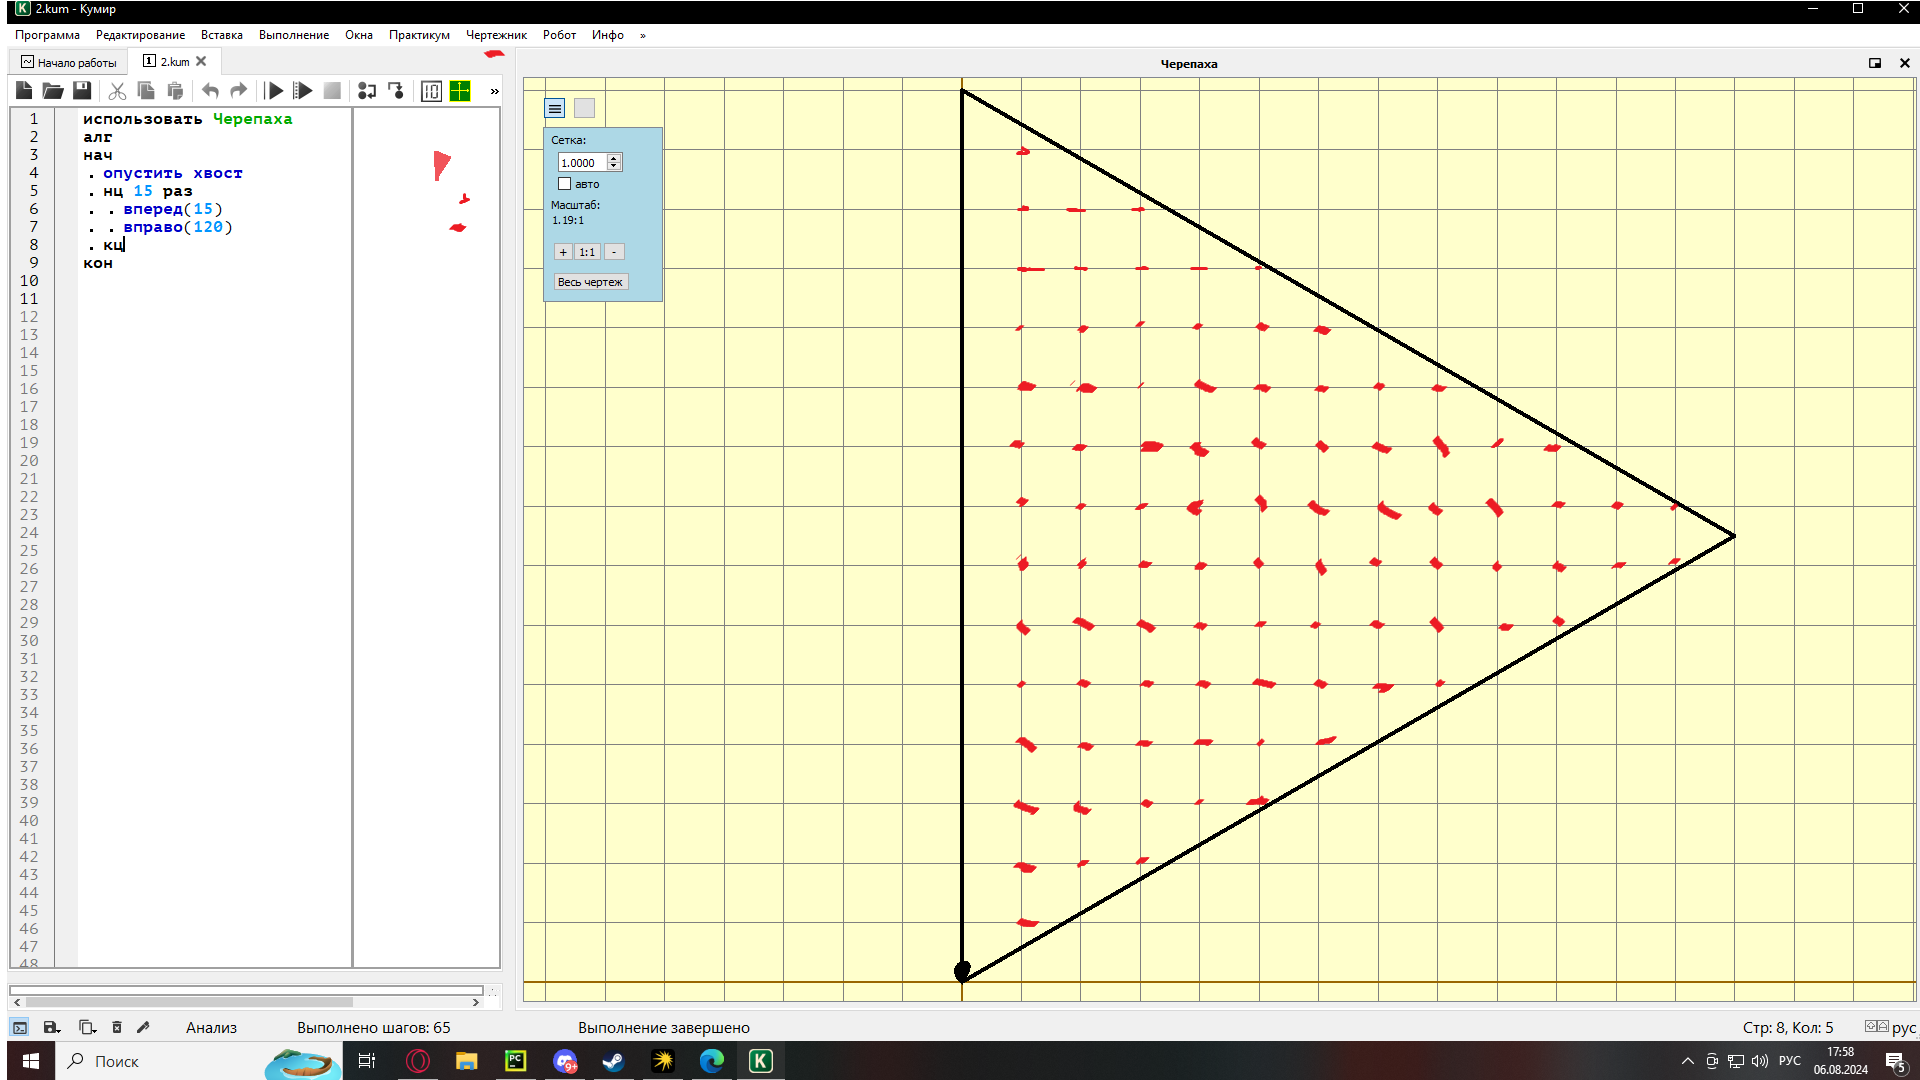 2.kum - Кумир
Программа Редактирование Вставка Выполнение Окна Практикум Чертежник Робот Инфо »
Начало работы 2.kum
Черепаха
»
1 использовать Черепаха
2 алг
3 нач
4 . опустить хвост
5 . нц 15 раз
6 . . вперед(15)
7 . . вправо(120)
8 . кц
9 кон
10
11
12
13
14
15
16
17
18
19
20
21
22
23
24
25
26
27
28
29
30
31
32
33
34
35
36
37
38
39
40
41
42
43
44
45
46
47
48
Сетка:
1.0000
авто
Масштаб:
1.19:1
+ 1:1 -
Весь чертеж
Анализ Выполнено шагов: 65 Выполнение завершено Стр: 8, Кол: 5 рус
Поиск
PC
9+
РУС
17:58
06.08.2024
5